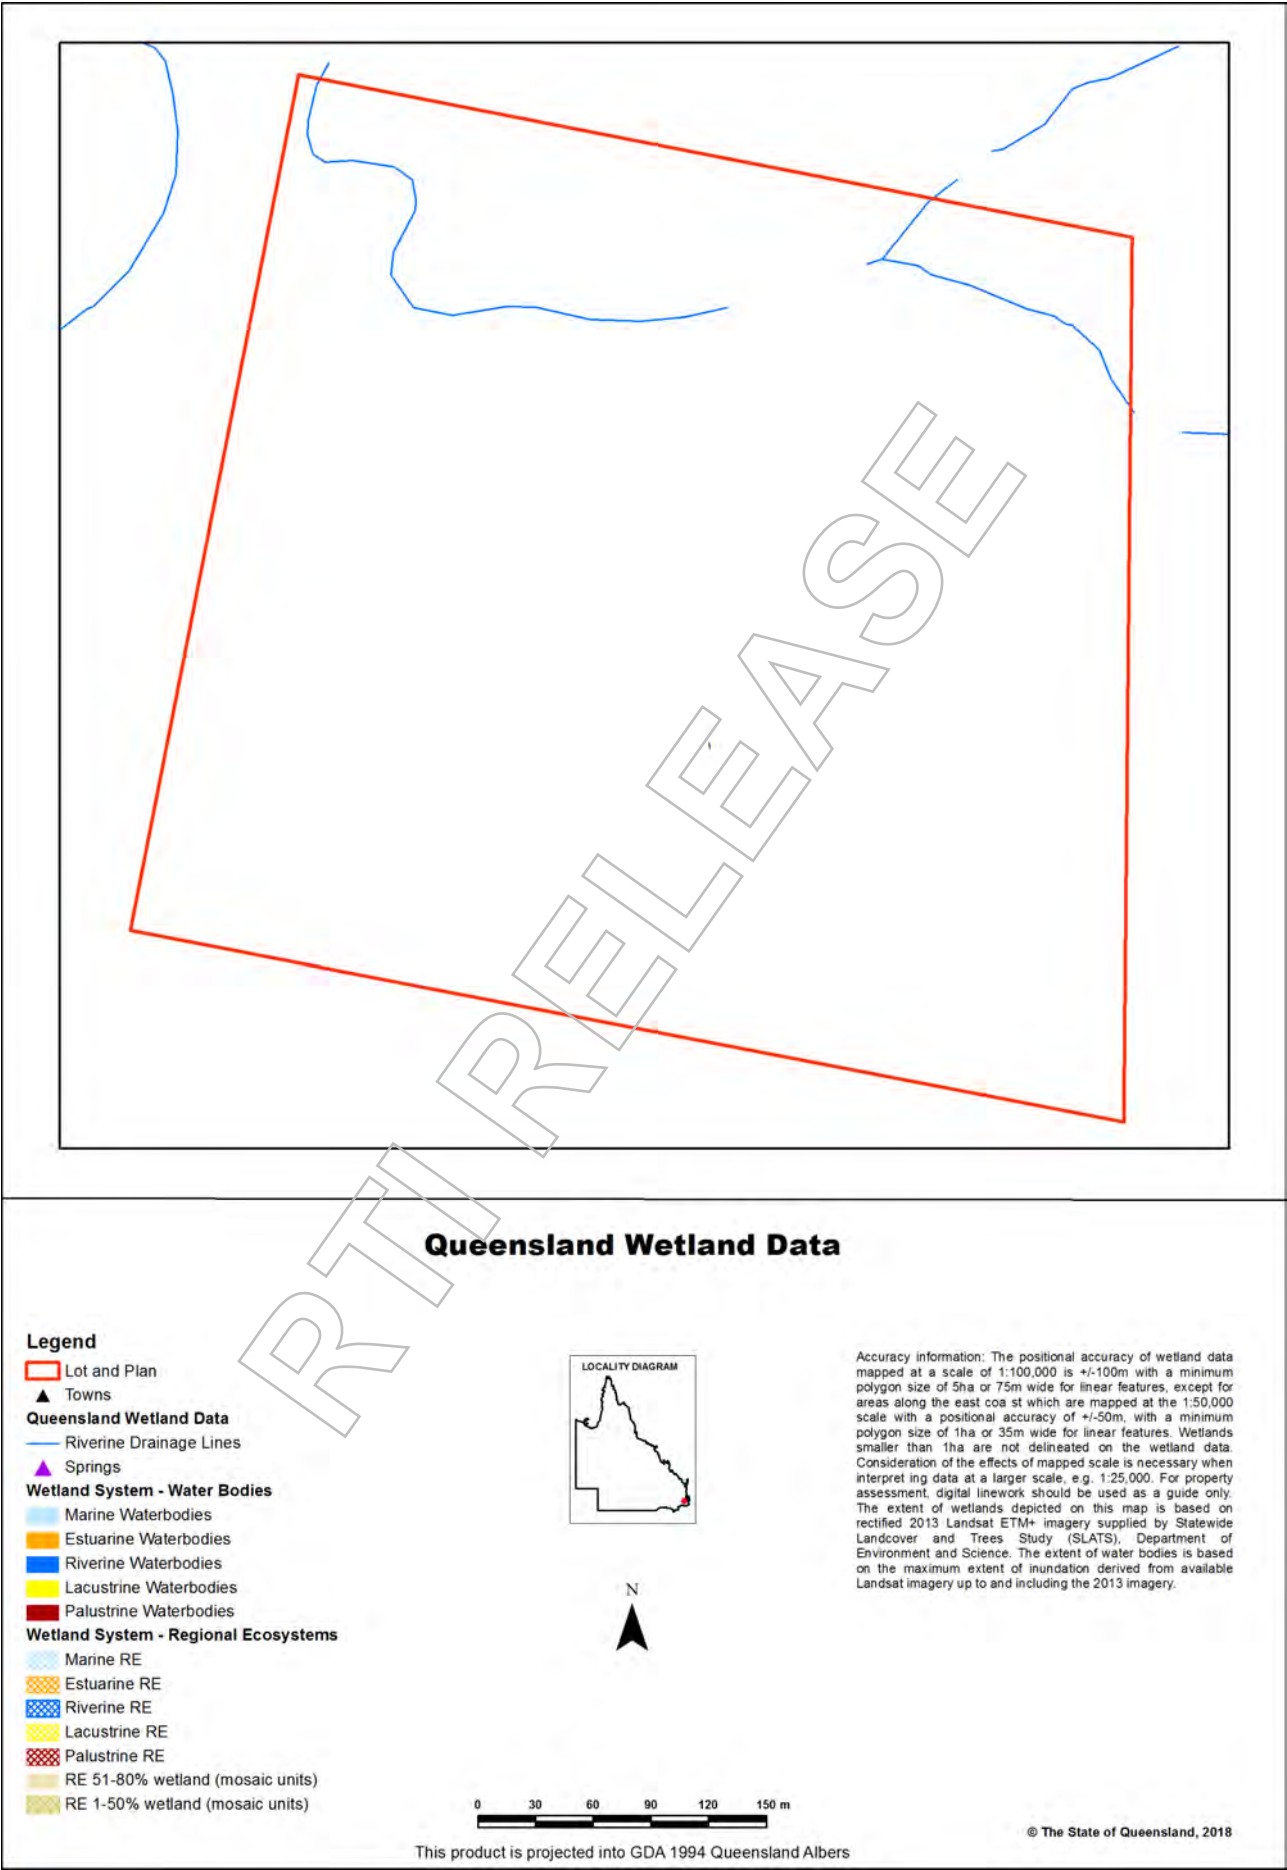 RTI RELEASE
Queensland Wetland Data
Legend
Lot and Plan
Towns
Queensland Wetland Data
Riverine Drainage Lines
Springs
Wetland System - Water Bodies
Marine Waterbodies
Estuarine Waterbodies
Riverine Waterbodies
Lacustrine Waterbodies
Palustrine Waterbodies
Wetland System - Regional Ecosystems
Marine RE
Estuarine RE
Riverine RE
Lacustrine RE
Palustrine RE
RE 51-80% wetland (mosaic units)
RE 1-50% wetland (mosaic units)
LOCALITY DIAGRAM
N
0 30 60 90 120 150 m
This product is projected into GDA 1994 Queensland Albers
Accuracy information: The positional accuracy of wetland data
mapped at a scale of 1:100,000 is +/-100m with a minimum
polygon size of 5ha or 75m wide for linear features, except for
areas along the east coa st which are mapped at the 1:50,000
scale with a positional accuracy of +/-50m, with a minimum
polygon size of 1ha or 35m wide for linear features. Wetlands
smaller than 1ha are not delineated on the wetland data.
Consideration of the effects of mapped scale is necessary when
interpret ing data at a larger scale, e.g. 1:25,000. For property
assessment, digital linework should be used as a guide only.
The extent of wetlands depicted on this map is based on
rectified 2013 Landsat ETM+ imagery supplied by Statewide
Landcover and Trees Study (SLATS), Department of
Environment and Science. The extent of water bodies is based
on the maximum extent of inundation derived from available
Landsat imagery up to and including the 2013 imagery.
© The State of Queensland, 2018